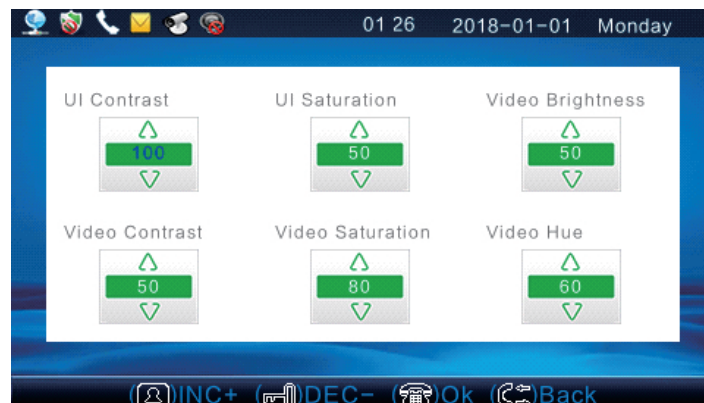 01 26 2018-01-01 Monday
UI Contrast UI Saturation Video Brightness
100 50 50
Video Contrast Video Saturation Video Hue
50 80 60
()INC+ ()DEC- ()Ok ()Back